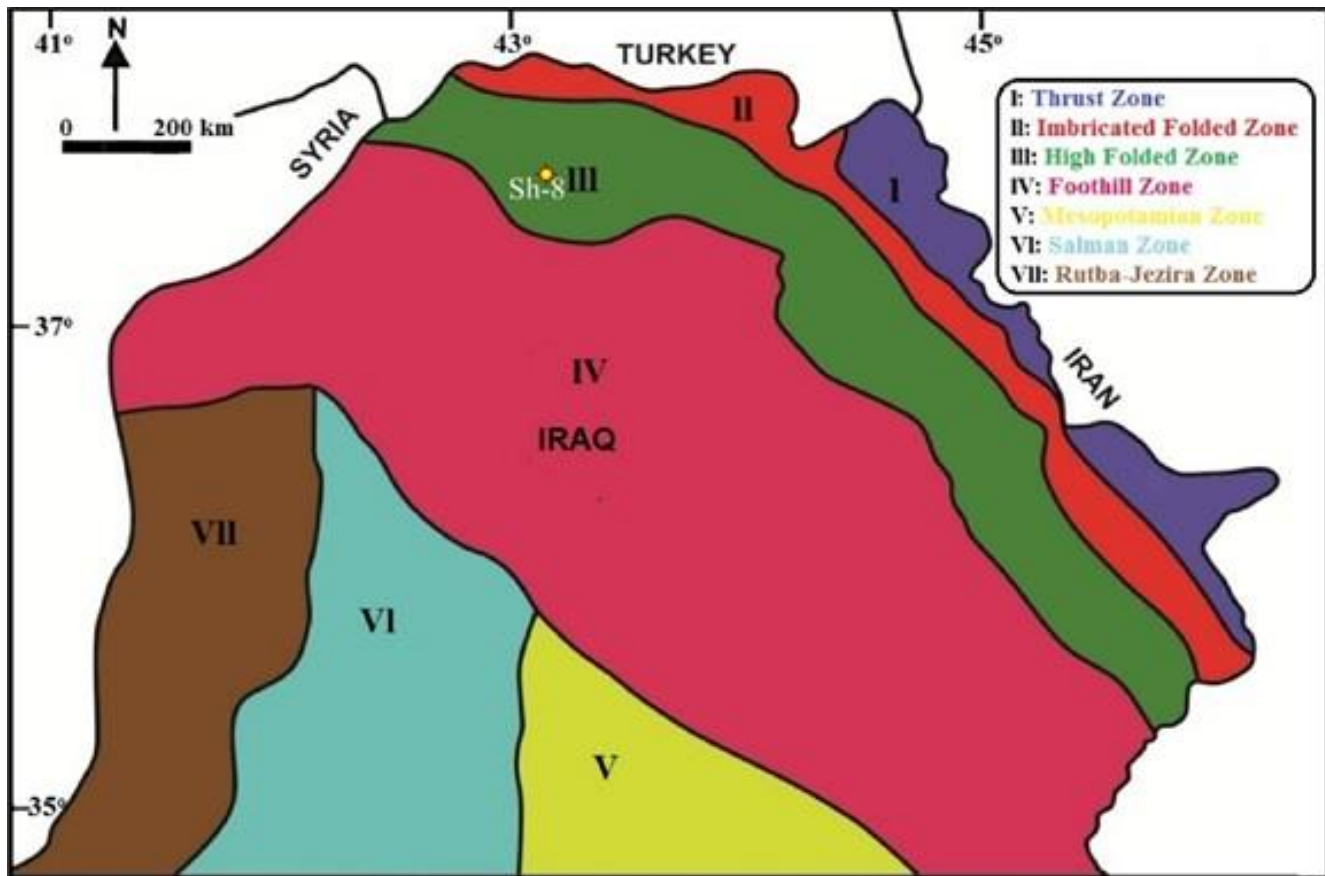 41°
N
43°
45°
TURKEY
0 200 km
SYRIA
I: Thrust Zone
II: Imbricated Folded Zone
III: High Folded Zone
IV: Foothill Zone
V: Mesopotamian Zone
VI: Salman Zone
VII: Rutba-Jezira Zone
II
I
Sh-8 III
37°
IV
IRAN
IRAQ
VII
VI
V
35°